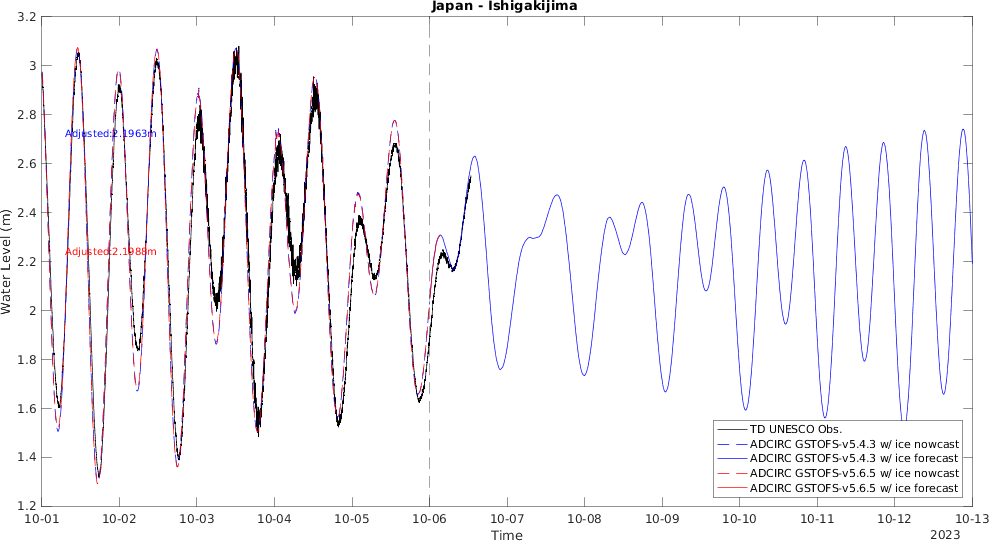 Japan - Ishigakijima
3.2
3
2.8
2.6
2.4
2.2
2
1.8
1.6
1.4
1.2
Water Level (m)
Adjusted:2.1963m
Adjusted:2.1988m
TD UNESCO Obs.
ADCIRC GSTOFS-v5.4.3 w/ ice nowcast
ADCIRC GSTOFS-v5.4.3 w/ ice forecast
ADCIRC GSTOFS-v5.6.5 w/ ice nowcast
ADCIRC GSTOFS-v5.6.5 w/ ice forecast
10-01 10-02 10-03 10-04 10-05 10-06 10-07 10-08 10-09 10-10 10-11 10-12 10-13
Time
2023